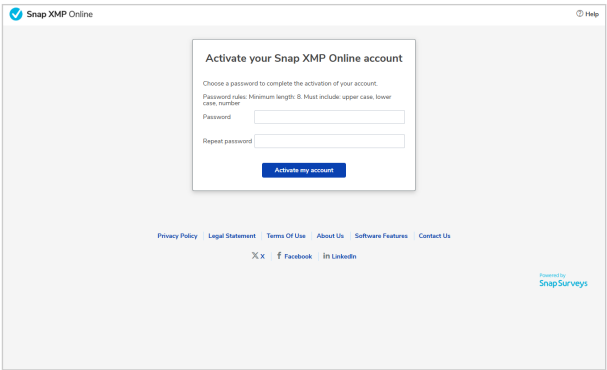 Snap XMP Online
Help
Activate your Snap XMP Online account
Choose a password to complete the activation of your account.
Password rules: Minimum length: 8. Must include: upper case, lower
case, number
Password
Repeat password
Activate my account
Privacy Policy Legal Statement Terms Of Use About Us Software Features Contact Us
X Facebook LinkedIn
Powered by
Snap Surveys